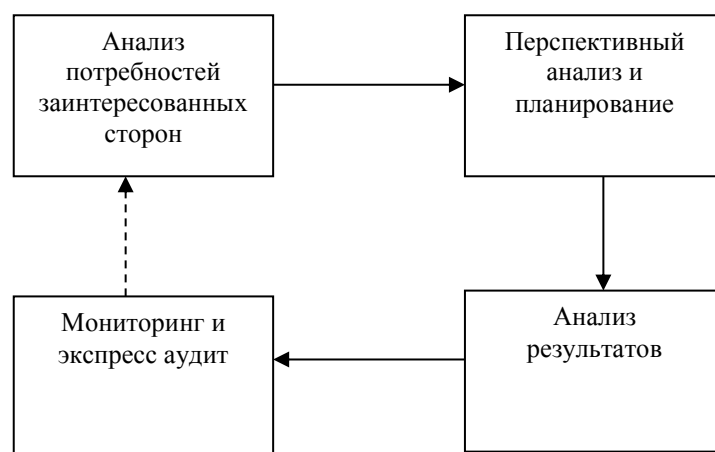 Анализ
потребностей
заинтересованных
сторон
Перспективный
анализ и
планирование
Мониторинг и
экспресс аудит
Анализ
результатов